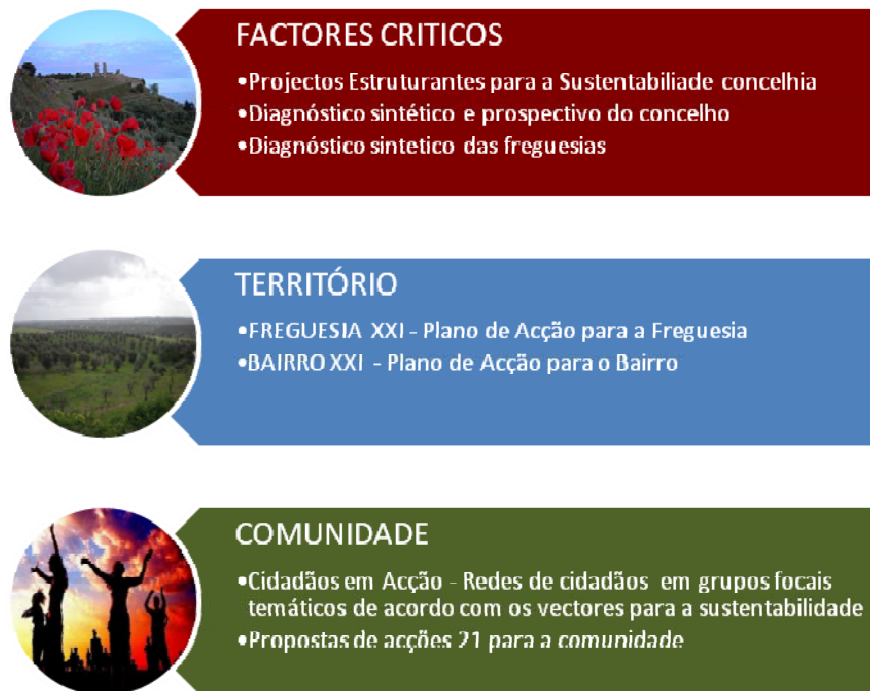 FACTORES CRITICOS
•Projectos Estruturantes para a Sustentabiliade concelhia
•Diagnóstico sintético e prospectivo do concelho
•Diagnóstico sintetico das freguesias
TERRITÓRIO
•FREGUESIA XXI - Plano de Acção para a Freguesia
•BAIRRO XXI - Plano de Acção para o Bairro
COMUNIDADE
•Cidadãos em Acção - Redes de cidadãos em grupos focais
temáticos de acordo com os vectores para a sustentabilidade
•Propostas de acções 21 para a comunidade